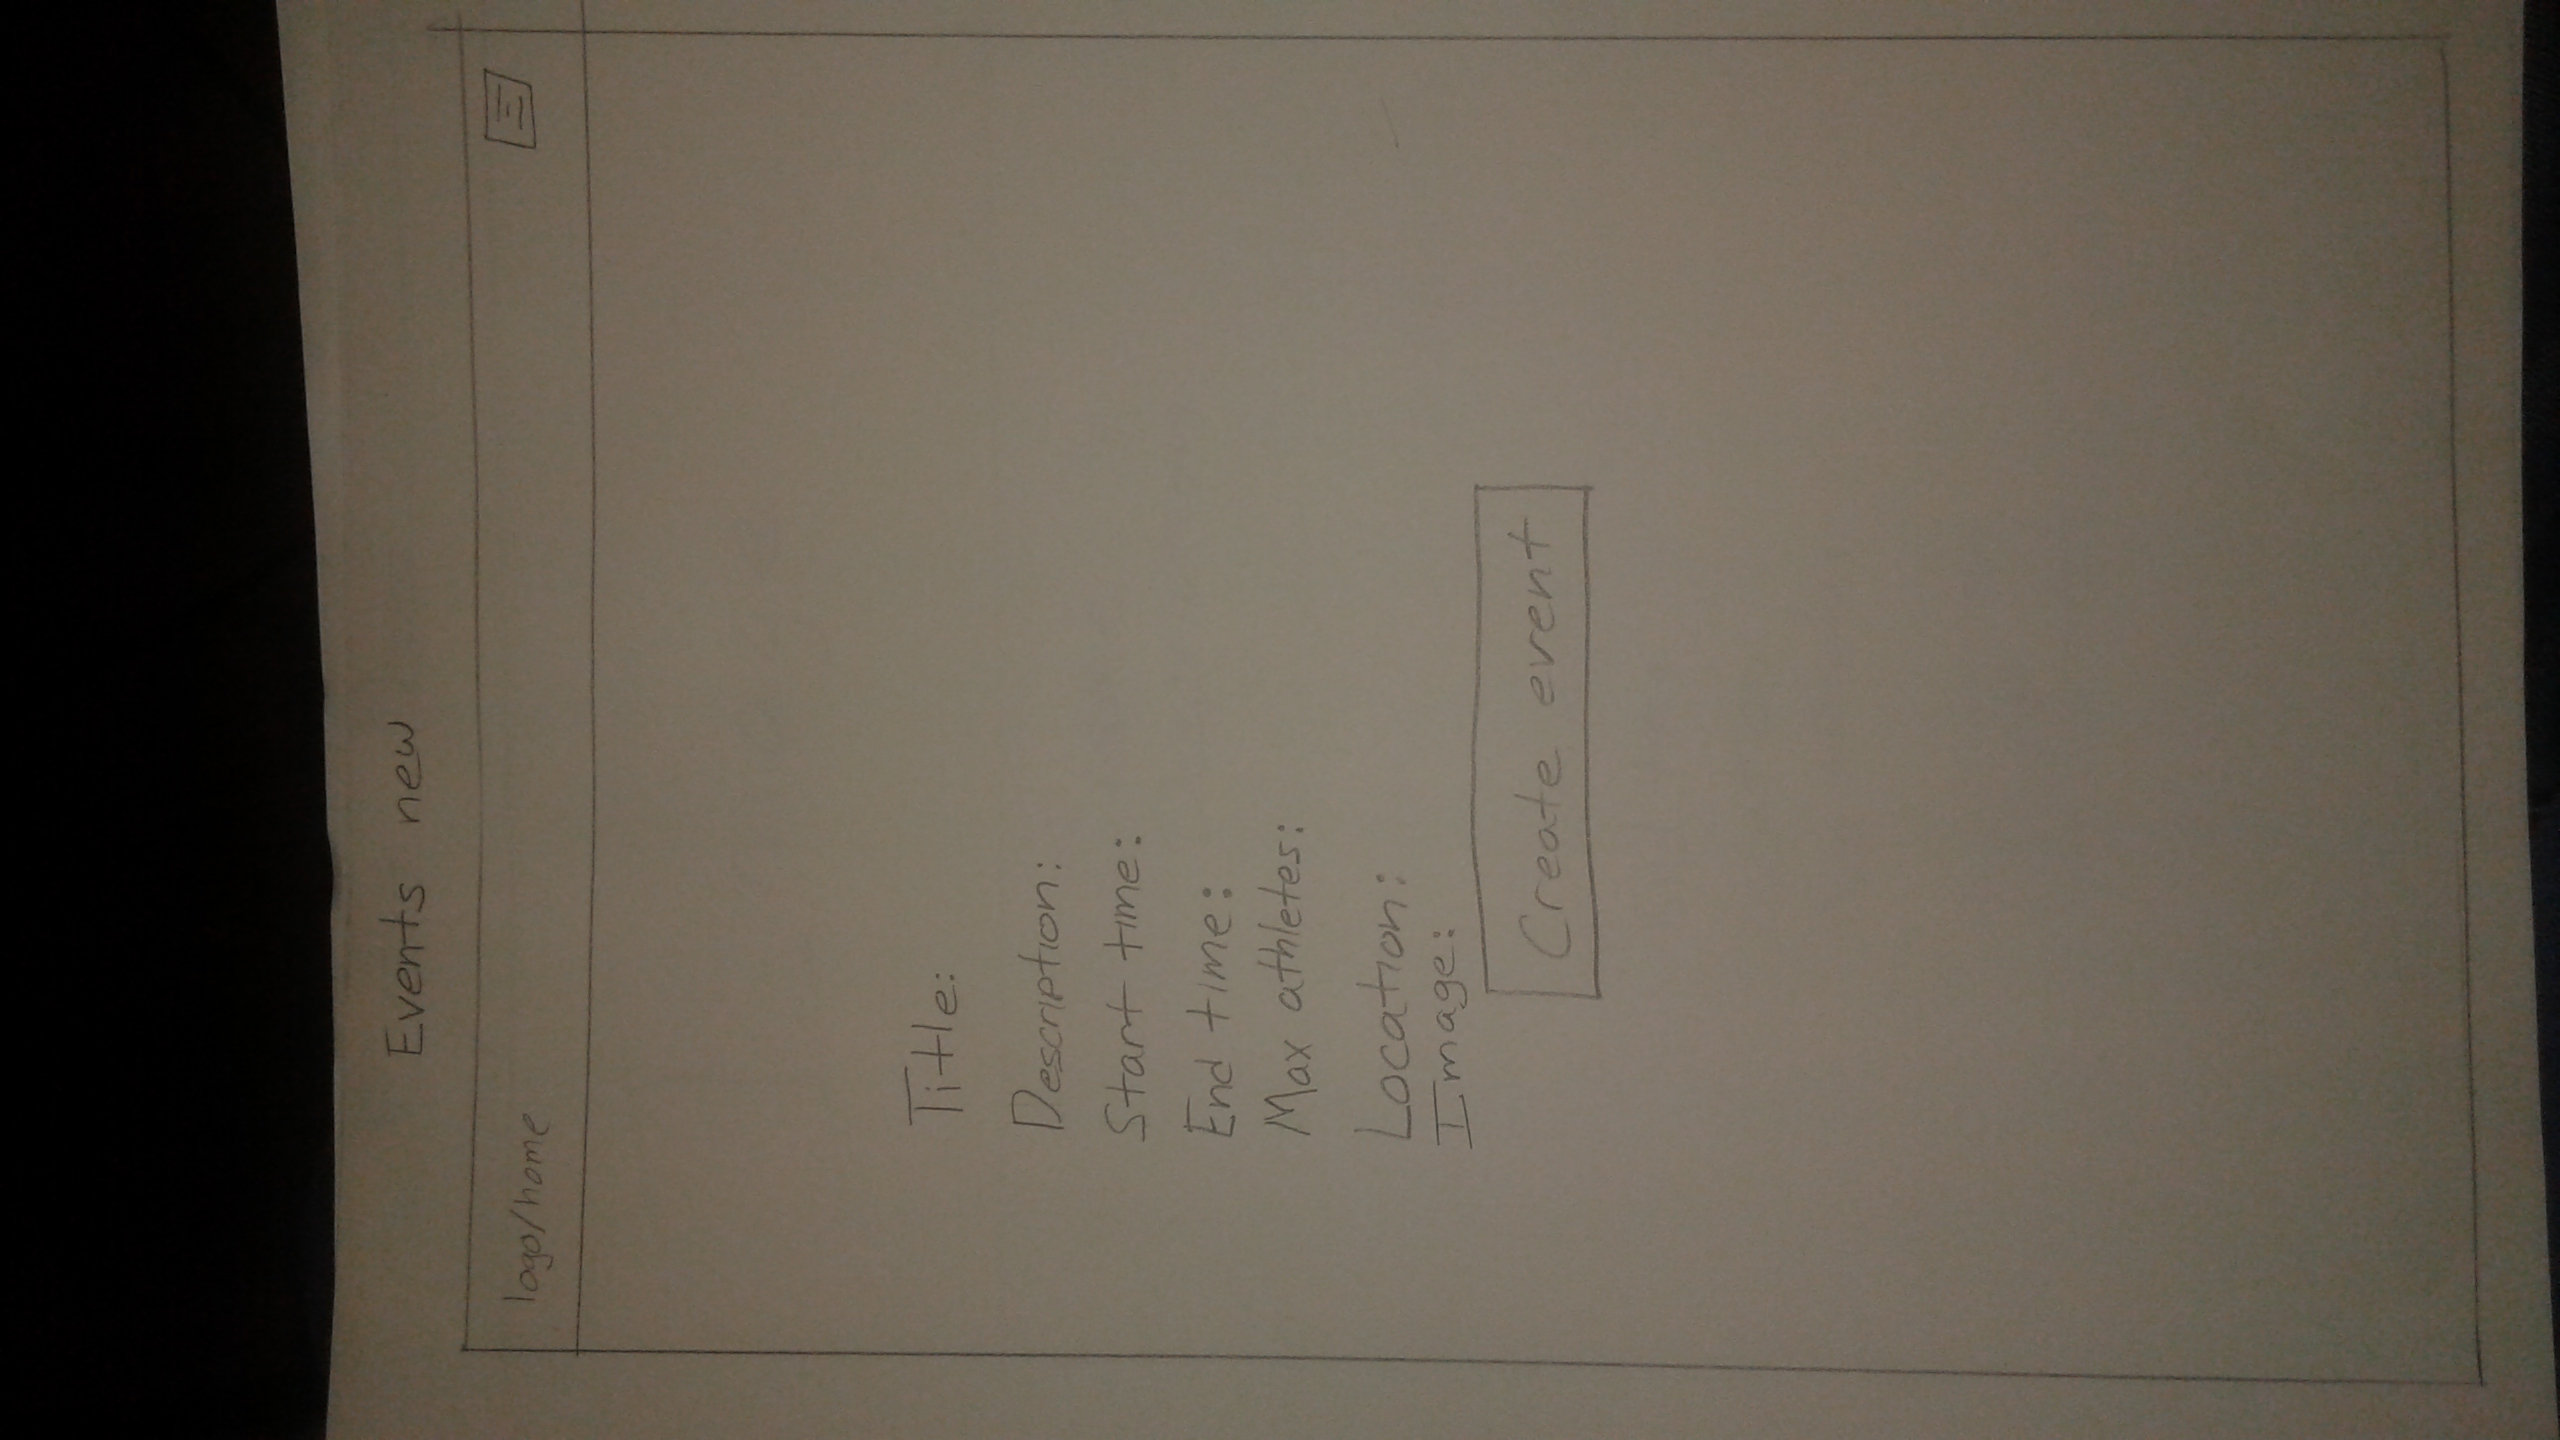 Events new
logo/home
Title:
Description:
Start time:
End time:
Max athletes:
Location:
Image:
Create event